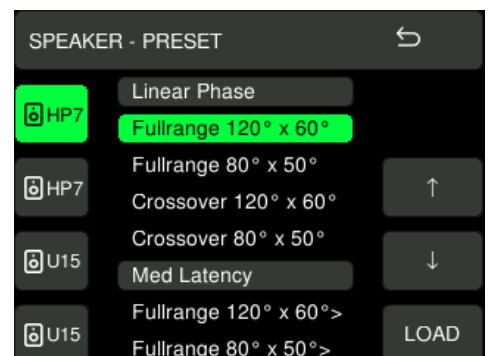 SPEAKER - PRESET
HP7
HP7
U15
U15
Linear Phase
Fullrange 120° x 60°
Fullrange 80° x 50°
Crossover 120° x 60°
Crossover 80° x 50°
Med Latency
Fullrange 120° x 60°>
Fullrange 80° x 50°>
↑
↓
LOAD